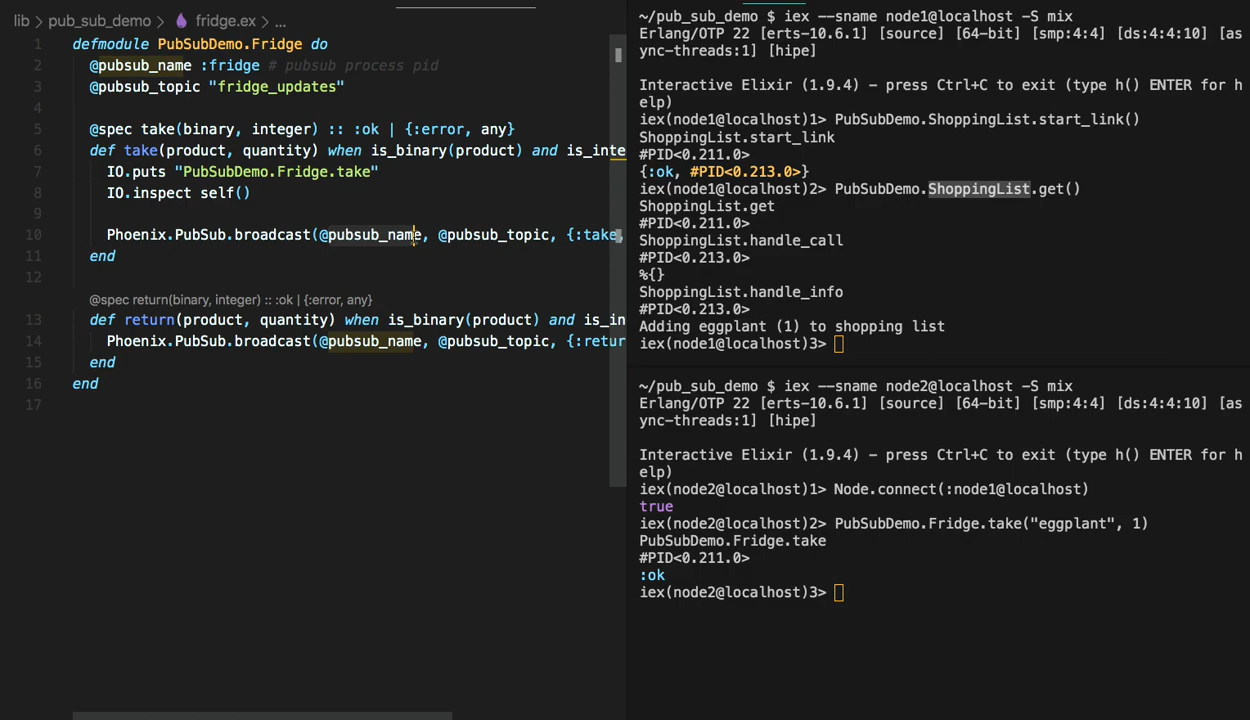 lib > pub_sub_demo > fridge.ex > ...
1 defmodule PubSubDemo.Fridge do
2 @pubsub_name :fridge # pubsub process pid
3 @pubsub_topic "fridge_updates"
4
5 @spec take(binary, integer) :: :ok | {:error, any}
6 def take(product, quantity) when is_binary(product) and is_inte
7 IO.puts "PubSubDemo.Fridge.take"
8 IO.inspect self()
9
10 Phoenix.PubSub.broadcast(@pubsub_name, @pubsub_topic, {:take,
11 end
12
@spec return(binary, integer) :: :ok | {:error, any}
13 def return(product, quantity) when is_binary(product) and is_in
14 Phoenix.PubSub.broadcast(@pubsub_name, @pubsub_topic, {:retur
15 end
16 end
17
~/pub_sub_demo $ iex --sname node1@localhost -S mix
Erlang/OTP 22 [erts-10.6.1] [source] [64-bit] [smp:4:4] [ds:4:4:10] [as
ync-threads:1] [hipe]
Interactive Elixir (1.9.4) - press Ctrl+C to exit (type h() ENTER for h
elp)
iex(node1@localhost)1> PubSubDemo.ShoppingList.start_link()
ShoppingList.start_link
#PID<0.211.0>
{:ok, #PID<0.213.0>}
iex(node1@localhost)2> PubSubDemo.ShoppingList.get()
ShoppingList.get
#PID<0.211.0>
ShoppingList.handle_call
#PID<0.213.0>
%{}
ShoppingList.handle_info
#PID<0.213.0>
Adding eggplant (1) to shopping list
iex(node1@localhost)3>
~/pub_sub_demo $ iex --sname node2@localhost -S mix
Erlang/OTP 22 [erts-10.6.1] [source] [64-bit] [smp:4:4] [ds:4:4:10] [as
ync-threads:1] [hipe]
Interactive Elixir (1.9.4) - press Ctrl+C to exit (type h() ENTER for h
elp)
iex(node2@localhost)1> Node.connect(:node1@localhost)
true
iex(node2@localhost)2> PubSubDemo.Fridge.take("eggplant", 1)
PubSubDemo.Fridge.take
#PID<0.211.0>
:ok
iex(node2@localhost)3>